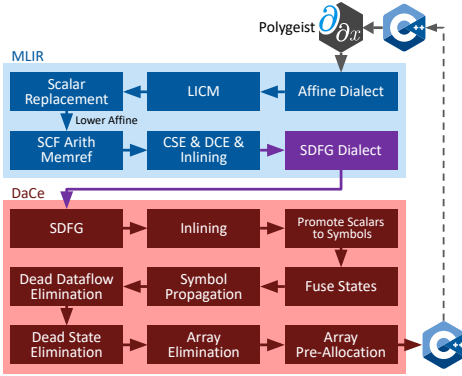 Polygeist
∂
∂x
C++
MLIR
Scalar
Replacement
LICM
Affine Dialect
Lower Affine
SCF Arith
Memref
CSE & DCE &
Inlining
SDFG Dialect
DaCe
SDFG
Inlining
Promote Scalars
to Symbols
Dead Dataflow
Elimination
Symbol
Propagation
Fuse States
Dead State
Elimination
Array
Elimination
Array
Pre-Allocation
C++